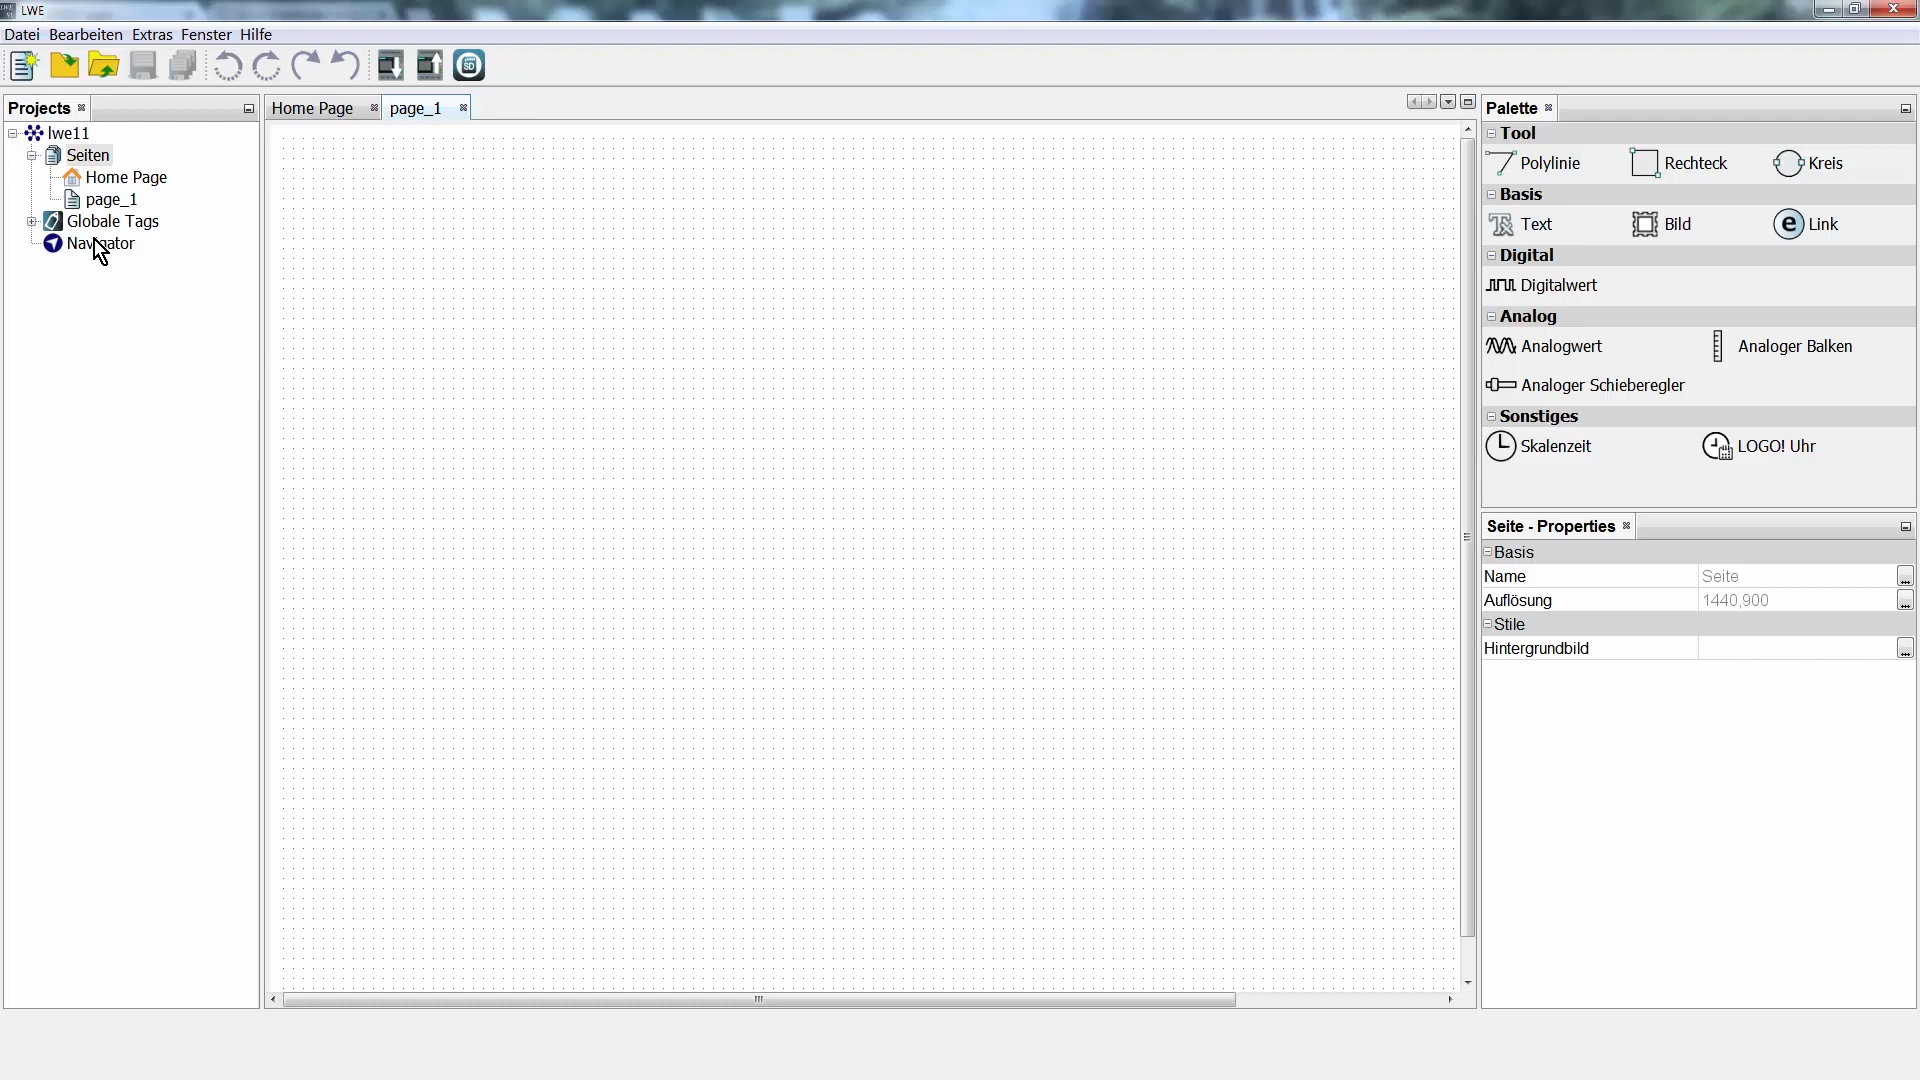 LWE
Datei Bearbeiten Extras Fenster Hilfe
SD
Projects
lwe11
Seiten
Home Page
page_1
Globale Tags
Navigator
Home Page page_1
Palette
Tool
Polylinie Rechteck Kreis
Basis
Text Bild Link
Digital
Digitalwert
Analog
Analogwert Analoger Balken
Analoger Schieberegler
Sonstiges
Skalenzeit LOGO! Uhr
Seite - Properties
Basis
Name Seite ...
Auflösung 1440,900 ...
Stile
Hintergrundbild ...